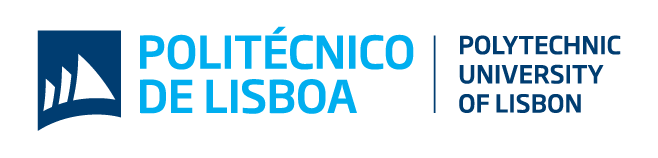 POLITÉCNICO
DE LISBOA
POLYTECHNIC
UNIVERSITY
OF LISBON